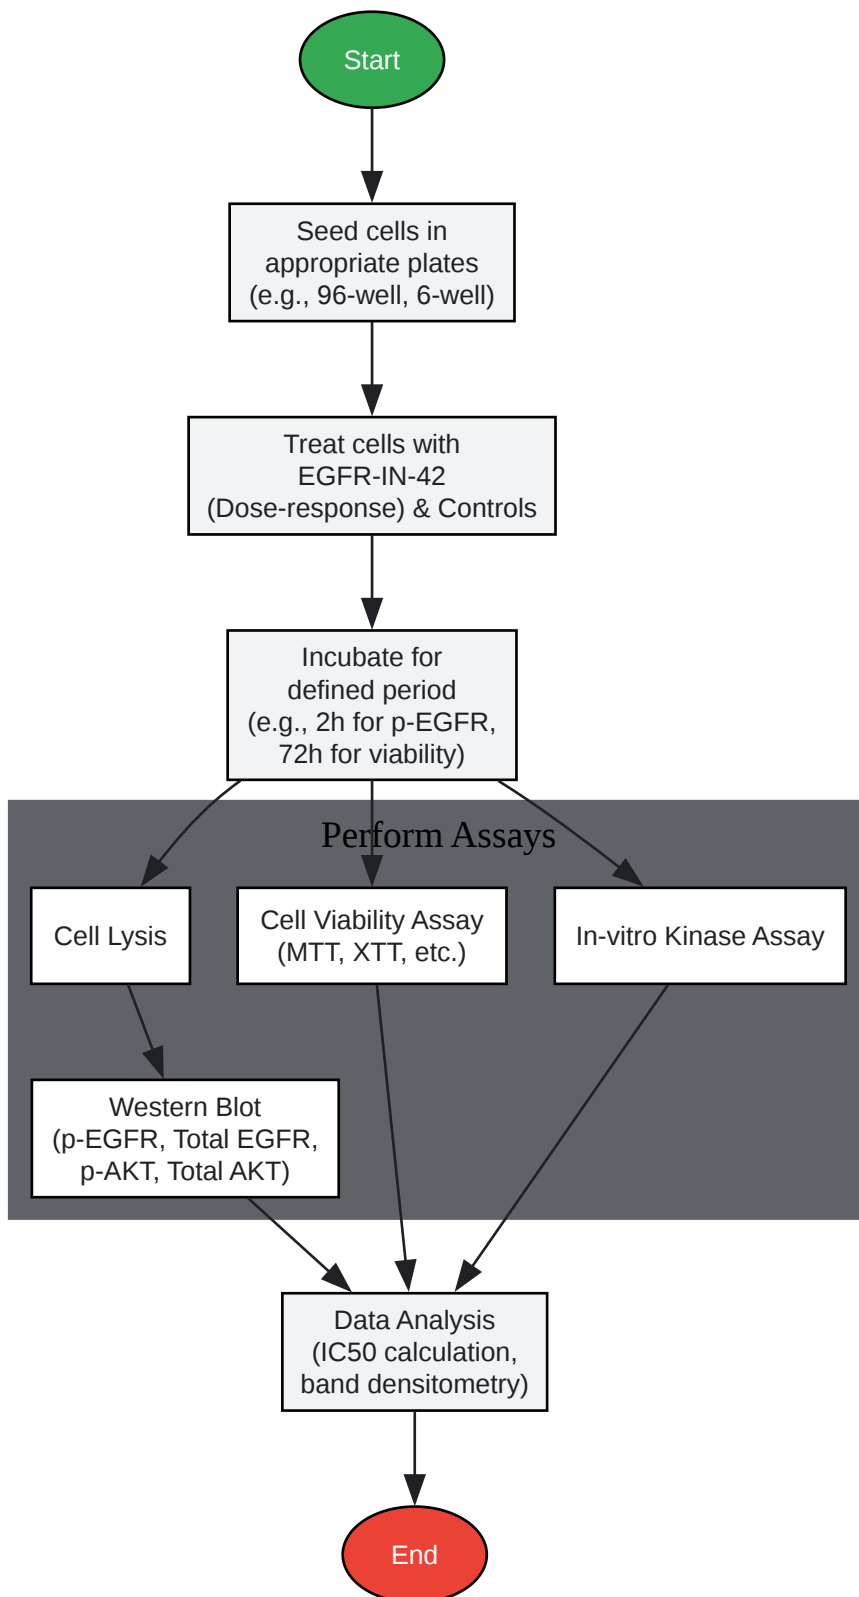 Start
Seed cells in
appropriate plates
(e.g., 96-well, 6-well)
Treat cells with
EGFR-IN-42
(Dose-response) & Controls
Incubate for
defined period
(e.g., 2h for p-EGFR,
72h for viability)
Perform Assays
Cell Lysis
Cell Viability Assay
(MTT, XTT, etc.)
In-vitro Kinase Assay
Western Blot
(p-EGFR, Total EGFR,
p-AKT, Total AKT)
Data Analysis
(IC50 calculation,
band densitometry)
End